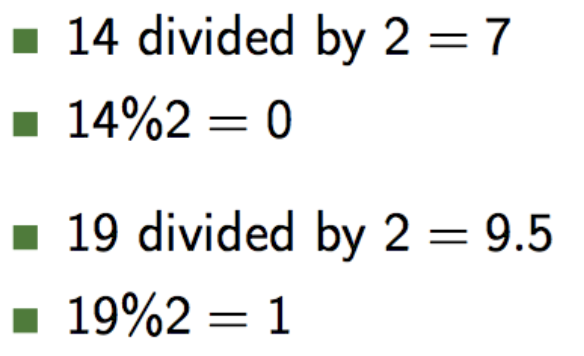 14 divided by 2 = 7
14%2 = 0
19 divided by 2 = 9.5
19%2 = 1